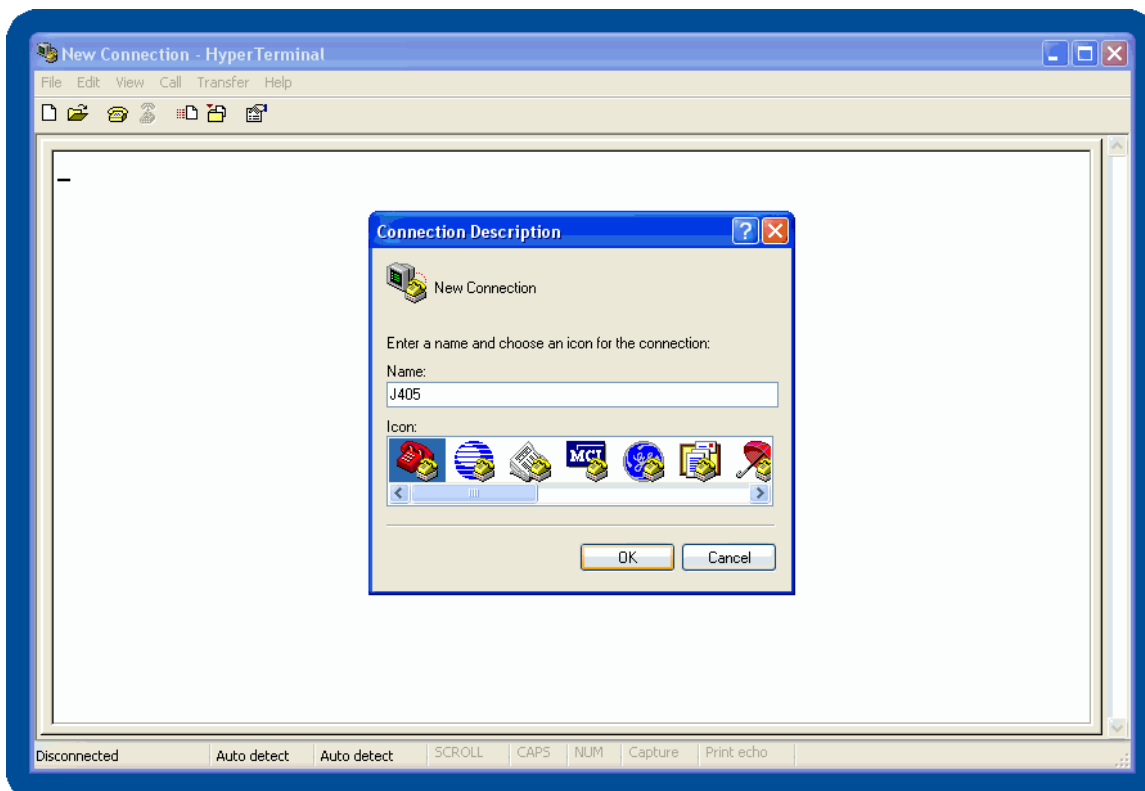 New Connection - HyperTerminal
File Edit View Call Transfer Help
Connection Description
New Connection
Enter a name and choose an icon for the connection:
Name:
J405
Icon:
MCI
OK Cancel
Disconnected Auto detect Auto detect SCROLL CAPS NUM Capture Print echo